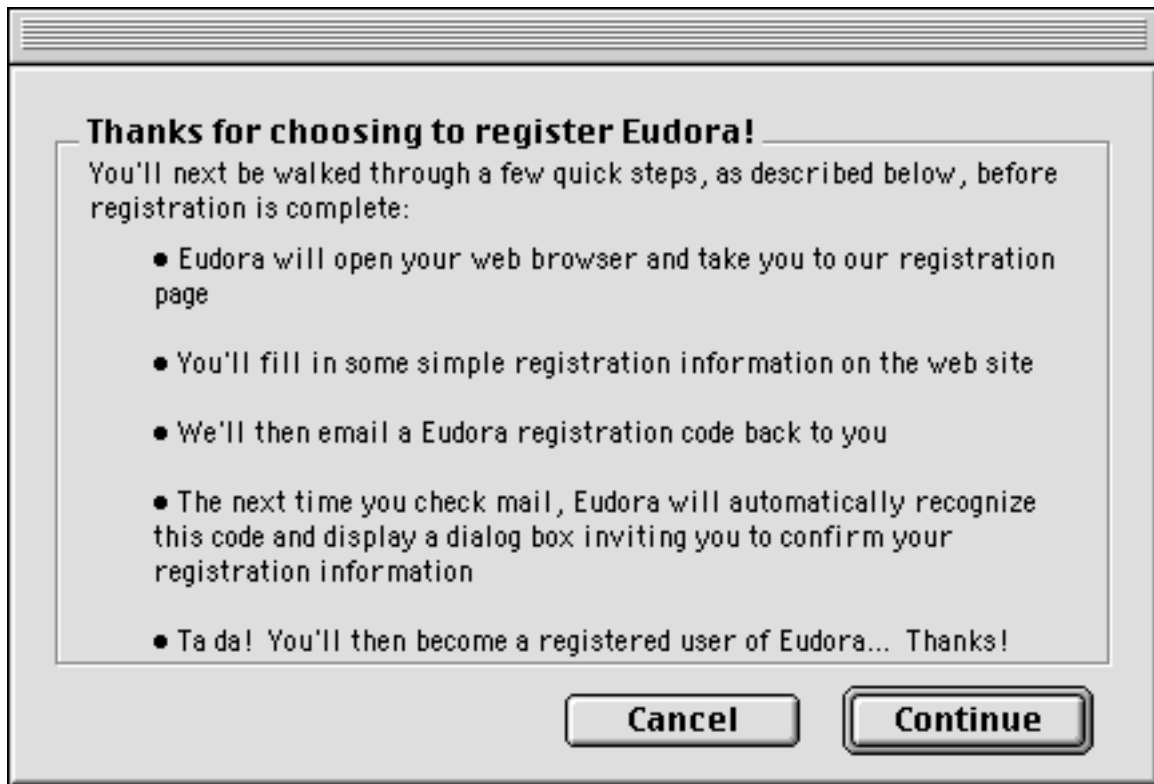 Thanks for choosing to register Eudora!
You'll next be walked through a few quick steps, as described below, before
registration is complete:
● Eudora will open your web browser and take you to our registration
page
● You'll fill in some simple registration information on the web site
● We'll then email a Eudora registration code back to you
● The next time you check mail, Eudora will automatically recognize
this code and display a dialog box inviting you to confirm your
registration information
● Ta da!  You'll then become a registered user of Eudora...  Thanks!
Cancel
Continue